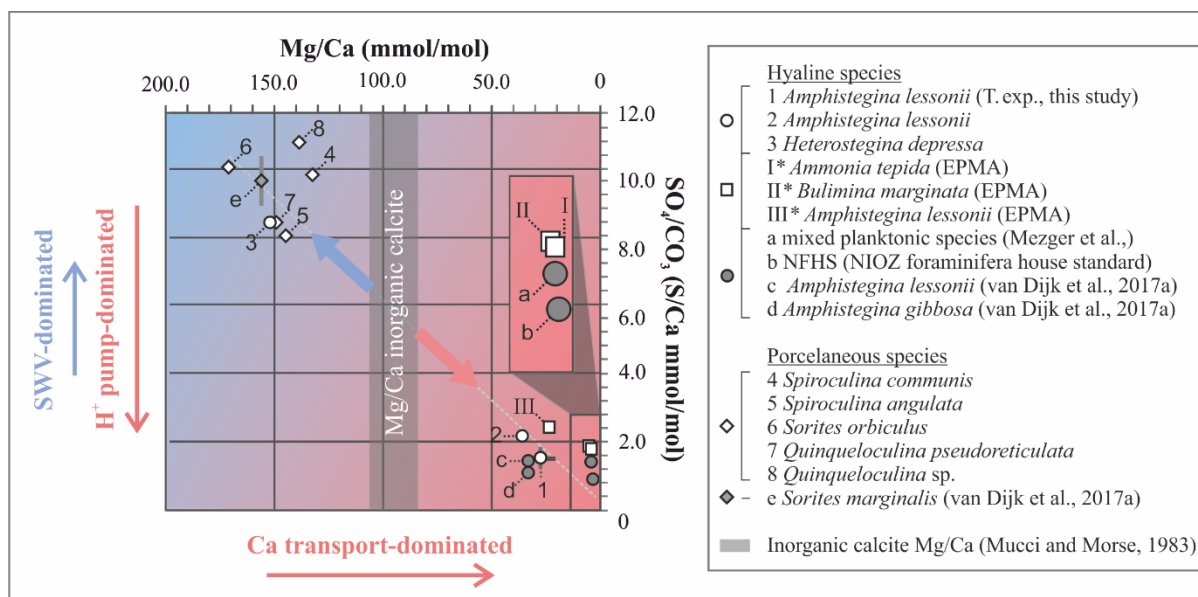 Mg/Ca (mmol/mol)
200.0 150.0 100.0 50.0 0
12.0
10.0
8.0
6.0
4.0
2.0
0
SO4/CO3 (S/Ca mmol/mol)
SWV-dominated
H+ pump-dominated
Ca transport-dominated
Mg/Ca inorganic calcite
6
8
4
e
7
5
3
II
I
a
b
III
2
c
d
1
Hyaline species
1 Amphistegina lessonii (T. exp., this study)
2 Amphistegina lessonii
3 Heterostegina depressa
I* Ammonia tepida (EPMA)
II* Bulimina marginata (EPMA)
III* Amphistegina lessonii (EPMA)
a mixed planktonic species (Mezger et al.,)
b NFHS (NIOZ foraminifera house standard)
c Amphistegina lessonii (van Dijk et al., 2017a)
d Amphistegina gibbosa (van Dijk et al., 2017a)
Porcelaneous species
4 Spiroculina communis
5 Spiroculina angulata
6 Sorites orbiculus
7 Quinqueloculina pseudoreticulata
8 Quinqueloculina sp.
e Sorites marginalis (van Dijk et al., 2017a)
Inorganic calcite Mg/Ca (Mucci and Morse, 1983)